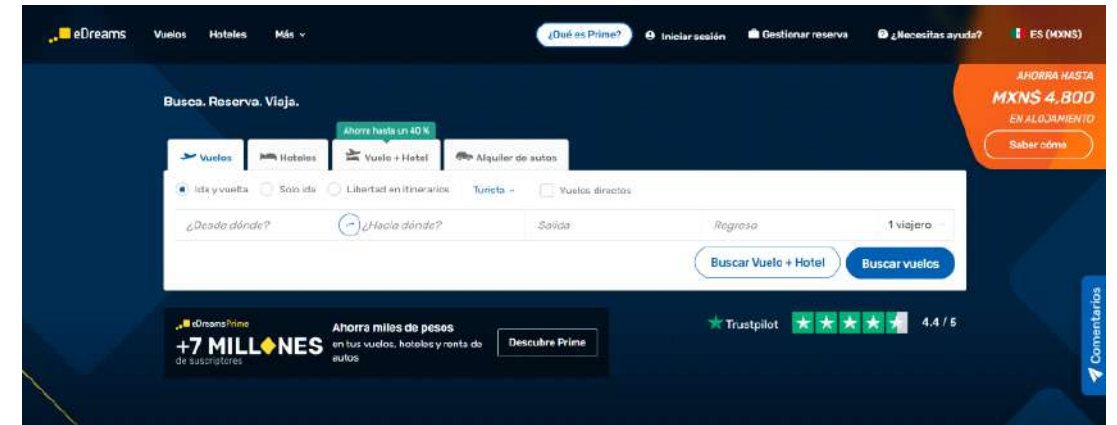 eDreams Vuelos Hoteles Más ¿Qué es Prime? Iniciar sesión Gestionar reserva ¿Necesitas ayuda? ES (MXN$)
AHORRA HASTA
MXN$ 4,800
EN ALOJAMIENTO
Saber cómo
Busca. Reserva. Viaja.
Ahorra hasta un 40 %
Vuelos Hoteles Vuelo + Hotel Alquiler de autos
Ida y vuelta Solo ida Libertad en itinerarios Turista Vuelos directos
¿Desde dónde? ¿Hacia dónde? Salida Regreso 1 viajero
Buscar Vuelo + Hotel Buscar vuelos
Comentarios
eDreams Prime
+7 MILLONES
de suscriptores
Ahorra miles de pesos
en tus vuelos, hoteles y renta de
autos
Descubre Prime
Trustpilot 4.4 / 5